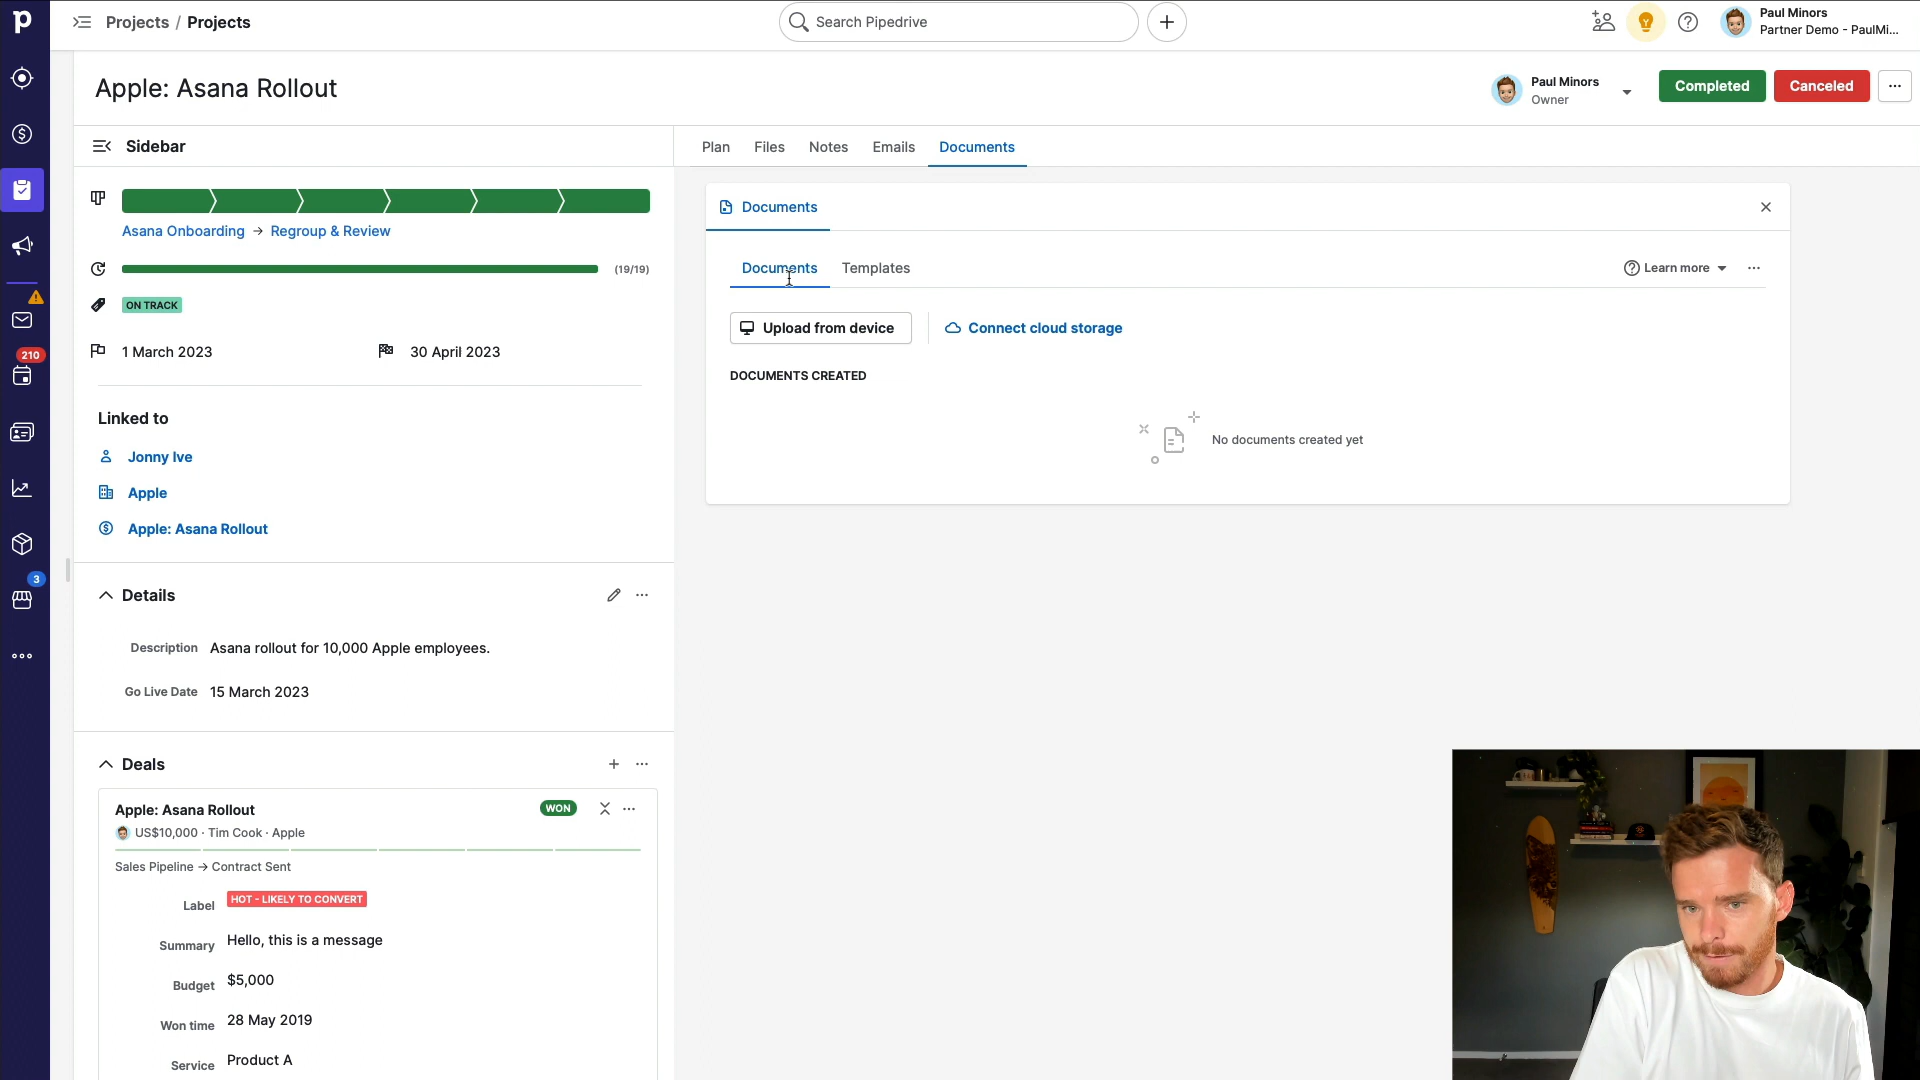 Projects / Projects
Search Pipedrive
Paul Minors
Partner Demo - PaulMi...
Apple: Asana Rollout
Paul Minors
Owner
Completed
Canceled
Sidebar
Plan
Files
Notes
Emails
Documents
Asana Onboarding → Regroup & Review
(19/19)
ON TRACK
1 March 2023
30 April 2023
Linked to
Jonny Ive
Apple
Apple: Asana Rollout
Details
Description Asana rollout for 10,000 Apple employees.
Go Live Date 15 March 2023
Deals
Apple: Asana Rollout
WON
US$10,000 · Tim Cook · Apple
Sales Pipeline → Contract Sent
Label HOT - LIKELY TO CONVERT
Summary Hello, this is a message
Budget $5,000
Won time 28 May 2019
Service Product A
Documents
Documents
Templates
Learn more
Upload from device
Connect cloud storage
DOCUMENTS CREATED
No documents created yet
210
3